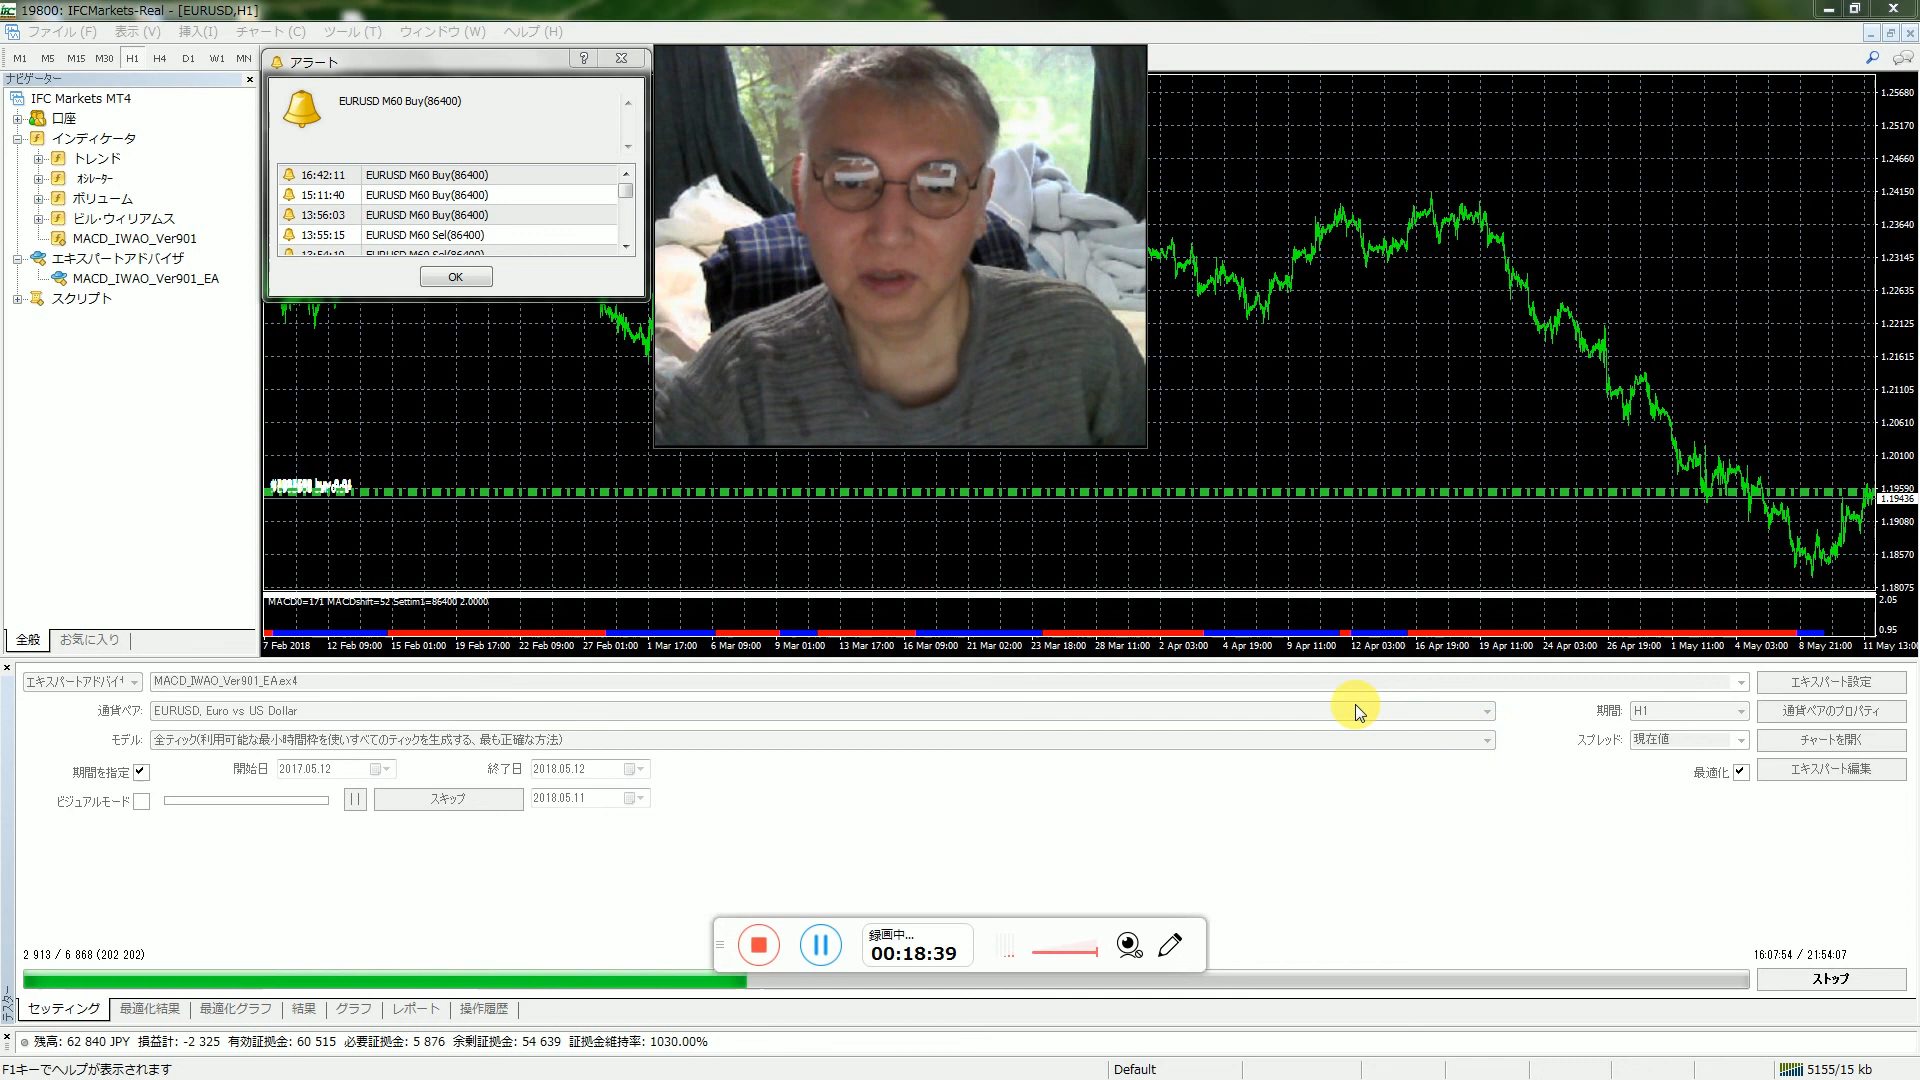 19800: IFCMarkets-Real - [EURUSD,H1]
ファイル (F) 表示 (V) 挿入(I) チャート (C) ツール (T) ウィンドウ (W) ヘルプ (H)
M1 M5 M15 M30 H1 H4 D1 W1 MN
ナビゲーター
IFC Markets MT4
口座
インディケータ
トレンド
オシレーター
ボリューム
ビル・ウィリアムス
MACD_IWAO_Ver901
エキスパートアドバイザ
MACD_IWAO_Ver901_EA
スクリプト
全般 お気に入り
アラート
EURUSD M60 Buy(86400)
16:42:11 EURUSD M60 Buy(86400)
15:11:40 EURUSD M60 Buy(86400)
13:56:03 EURUSD M60 Buy(86400)
13:55:15 EURUSD M60 Sel(86400)
OK
1.25680
1.25170
1.24660
1.24150
1.23640
1.23145
1.22635
1.22125
1.21615
1.21105
1.20610
1.20100
1.19590
1.19436
1.19080
1.18570
1.18075
MACD0=171 MACDshift=52 Settim1=86400 2.0000
2.05
0.95
7 Feb 2018 12 Feb 09:00 15 Feb 01:00 19 Feb 17:00 22 Feb 09:00 27 Feb 01:00 1 Mar 17:00 6 Mar 09:00 9 Mar 01:00 13 Mar 17:00 16 Mar 09:00 21 Mar 02:00 23 Mar 18:00 28 Mar 11:00 2 Apr 03:00 4 Apr 19:00 9 Apr 11:00 12 Apr 03:00 16 Apr 19:00 19 Apr 11:00 24 Apr 03:00 26 Apr 19:00 1 May 11:00 4 May 03:00 8 May 21:00 11 May 13:00
MACD_IWAO_Ver901_EA.ex4
エキスパート設定
通貨ペア: EURUSD, Euro vs US Dollar 期間: H1 通貨ペアのプロパティ
モデル: 全ティック(利用可能な最小時間枠を使いすべてのティックを生成する、最も正確な方法) スプレッド: 現在値 チャートを開く
期間を指定 開始日 2017.05.12 終了日 2018.05.12 最適化 エキスパート編集
ビジュアルモード スキップ 2018.05.11
録画中...
00:18:39
2 913 / 6 868 (202 202) 16:07:54 / 21:54:07
ストップ
テスター
セッティング 最適化結果 最適化グラフ 結果 グラフ レポート 操作履歴
残高: 62 840 JPY 損益計: -2 325 有効証拠金: 60 515 必要証拠金: 5 876 余剰証拠金: 54 639 証拠金維持率: 1030.00%
F1キーでヘルプが表示されます Default 5155/15 kb